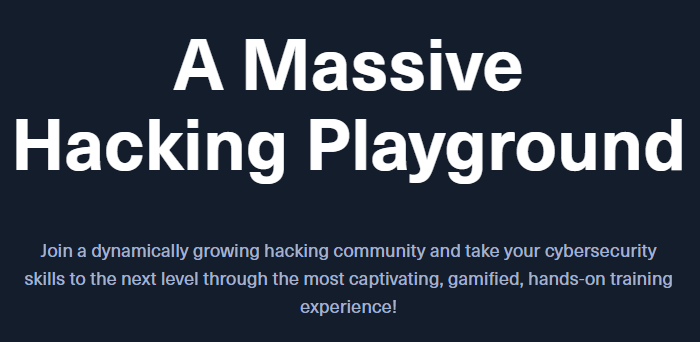 A Massive
Hacking Playground
Join a dynamically growing hacking community and take your cybersecurity
skills to the next level through the most captivating, gamified, hands-on training
experience!